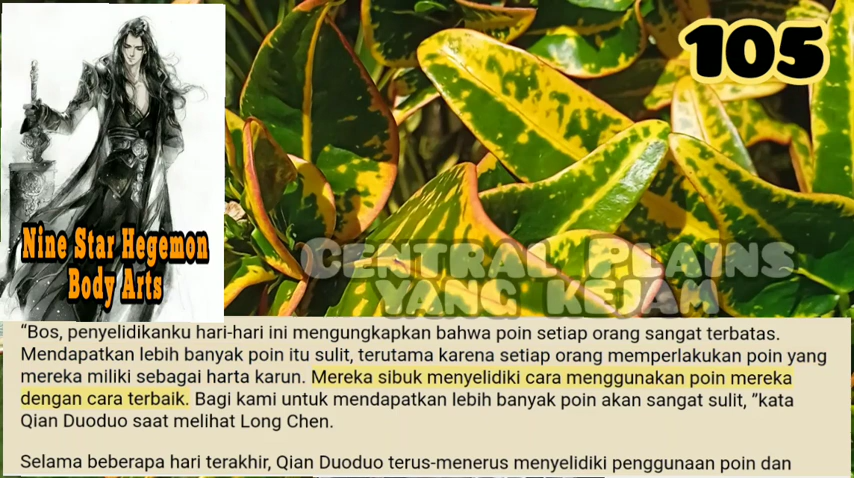 105
Nine Star Hegemon
Body Arts
Central Plains
yang Kejam
“Bos, penyelidikanku hari-hari ini mengungkapkan bahwa poin setiap orang sangat terbatas.
Mendapatkan lebih banyak poin itu sulit, terutama karena setiap orang memperlakukan poin yang
mereka miliki sebagai harta karun. Mereka sibuk menyelidiki cara menggunakan poin mereka
dengan cara terbaik. Bagi kami untuk mendapatkan lebih banyak poin akan sangat sulit, ”kata
Qian Duoduo saat melihat Long Chen.
Selama beberapa hari terakhir, Qian Duoduo terus-menerus menyelidiki penggunaan poin dan